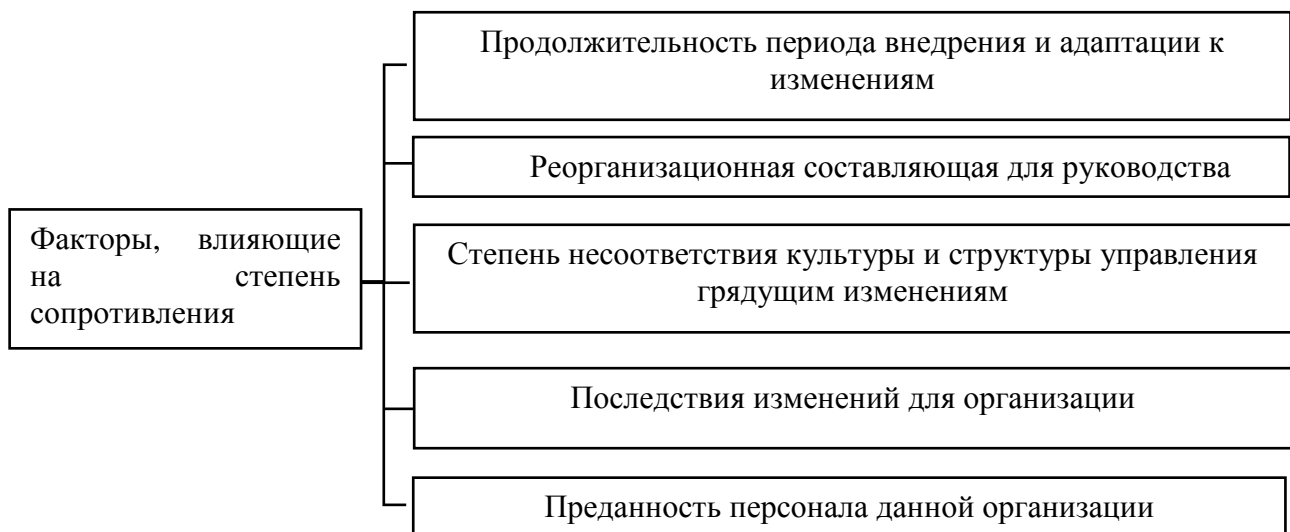 Продолжительность периода внедрения и адаптации к
изменениям
Реорганизационная составляющая для руководства
Факторы, влияющие
на степень
сопротивления
Степень несоответствия культуры и структуры управления
грядущим изменениям
Последствия изменений для организации
Преданность персонала данной организации